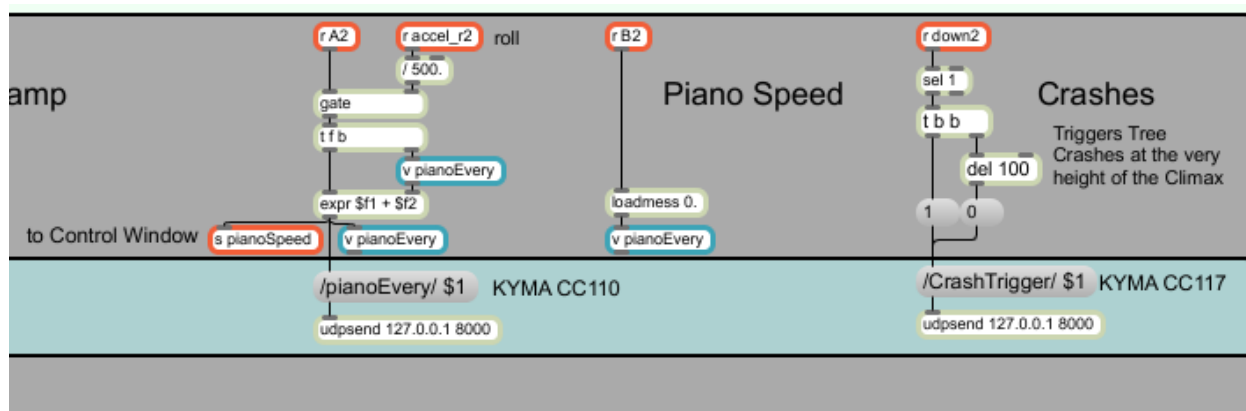 amp
r A2
r accel_r2
roll
/ 500.
gate
t f b
v pianoEvery
expr $f1 + $f2
to Control Window
s pianoSpeed
v pianoEvery
/pianoEvery/ $1
KYMA CC110
udpsend 127.0.0.1 8000
r B2
Piano Speed
loadmess 0.
v pianoEvery
r down2
sel 1
t b b
del 100
1
0
Crashes
Triggers Tree
Crashes at the very
height of the Climax
/CrashTrigger/ $1
KYMA CC117
udpsend 127.0.0.1 8000